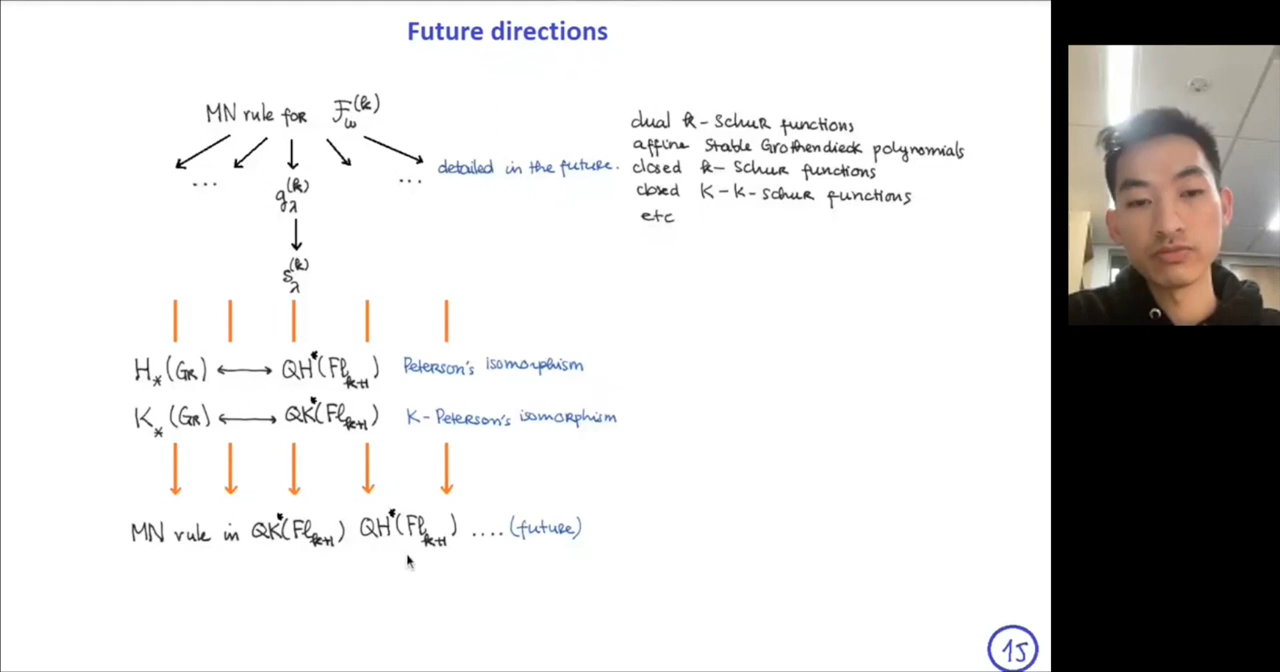 Future directions
MN rule for F_w^(k)
dual k-Schur functions
affine Stable Grothendieck polynomials
closed k-Schur functions
closed K-k-Schur functions
etc
... g_λ^(k) ... detailed in the future.
s_λ^(k)
H_*(Gr) ⟷ QH^*(Fl_k+1) Peterson's isomorphism
K_*(Gr) ⟷ QK^*(Fl_k+1) K-Peterson's isomorphism
MN rule in QK^*(Fl_k+1) QH^*(Fl_k+1) .... (future)
15